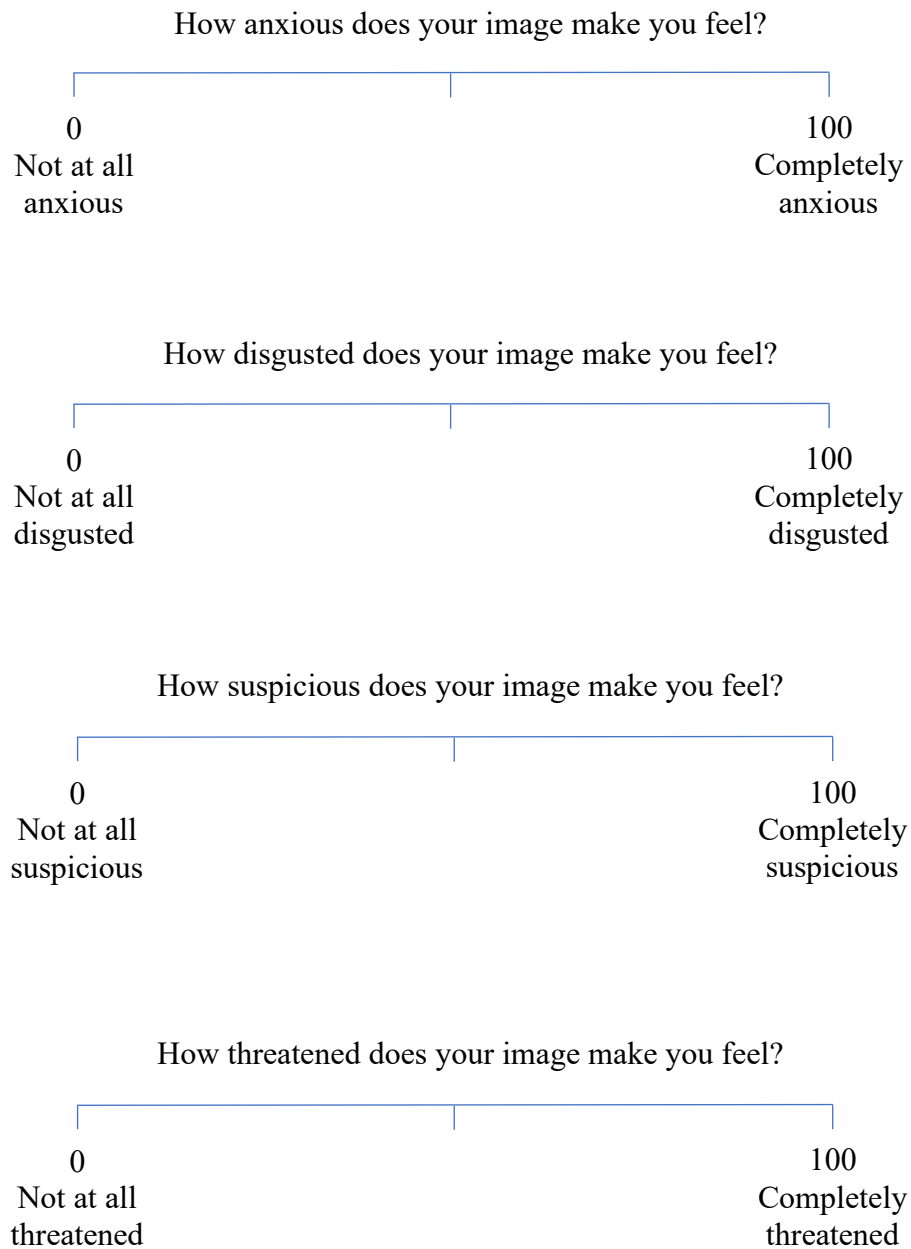 How anxious does your image make you feel?
0 100
Not at all Completely
anxious anxious
How disgusted does your image make you feel?
0 100
Not at all Completely
disgusted disgusted
How suspicious does your image make you feel?
0 100
Not at all Completely
suspicious suspicious
How threatened does your image make you feel?
0 100
Not at all Completely
threatened threatened